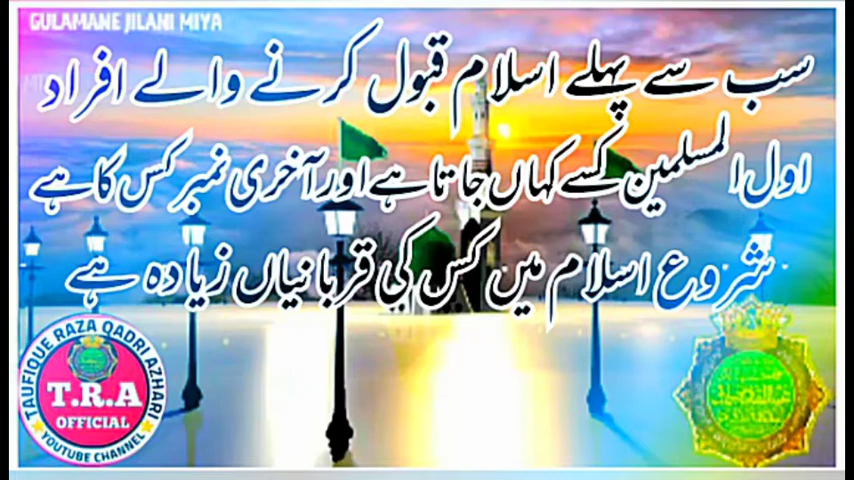 GULAMANE JILANI MIYA
سب سے پہلے اسلام قبول کرنے والے افراد
اول المسلمین کسے کہاں جاتا ہے اور آخری نمبر کس کا ہے
شروع اسلام میں کس کی قربانیاں زیادہ ہے
TAUFIQUE RAZA QADRI AZHARI
T.R.A
OFFICIAL
YOUTUBE CHANNEL